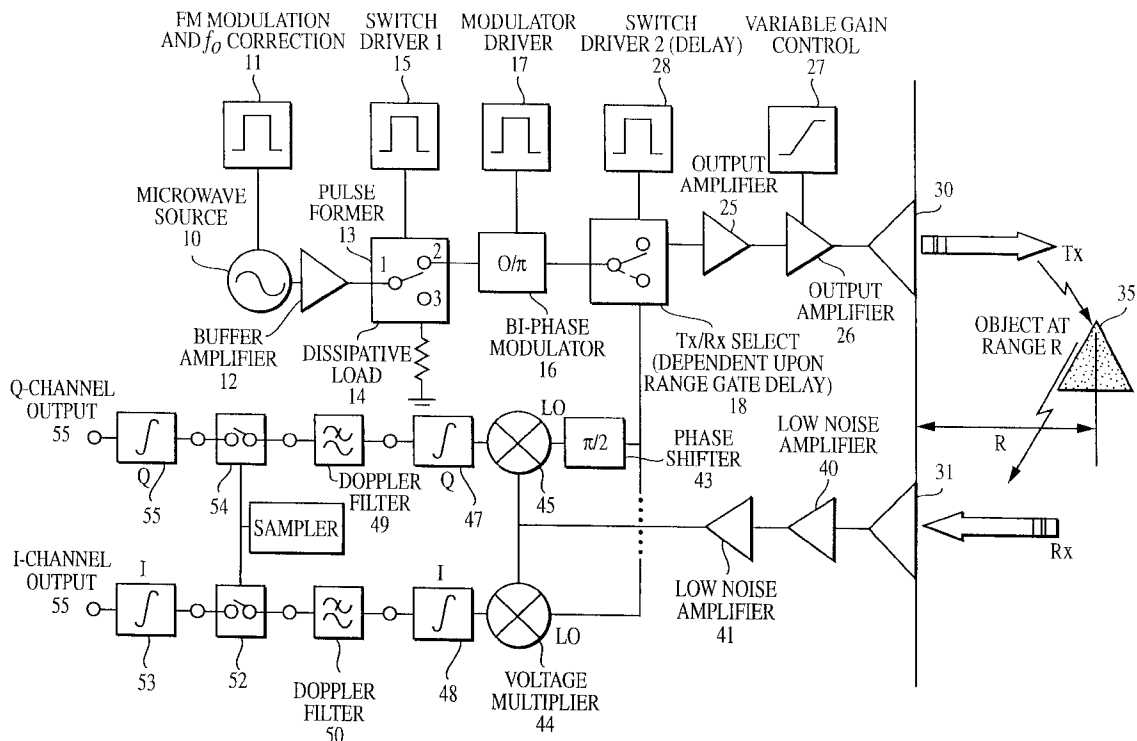 FM MODULATION
AND fo CORRECTION
11
SWITCH
DRIVER 1
15
MODULATOR
DRIVER
17
SWITCH
DRIVER 2 (DELAY)
28
VARIABLE GAIN
CONTROL
27
MICROWAVE
SOURCE
10
PULSE
FORMER
13
1
2
3
O/π
OUTPUT
AMPLIFIER
25
30
Tx
35
BUFFER
AMPLIFIER
12
DISSIPATIVE
LOAD
14
BI-PHASE
MODULATOR
16
Tx/Rx SELECT
(DEPENDENT UPON
RANGE GATE DELAY)
18
OUTPUT
AMPLIFIER
26
OBJECT AT
RANGE R
R
Q-CHANNEL
OUTPUT
55
∫
Q
55
54
DOPPLER
FILTER
49
∫
Q
47
LO
45
π/2
PHASE
SHIFTER
43
LOW NOISE
AMPLIFIER
40
31
Rx
SAMPLER
I-CHANNEL
OUTPUT
55
I
∫
53
52
DOPPLER
FILTER
50
I
∫
48
LO
VOLTAGE
MULTIPLIER
44
LOW NOISE
AMPLIFIER
41